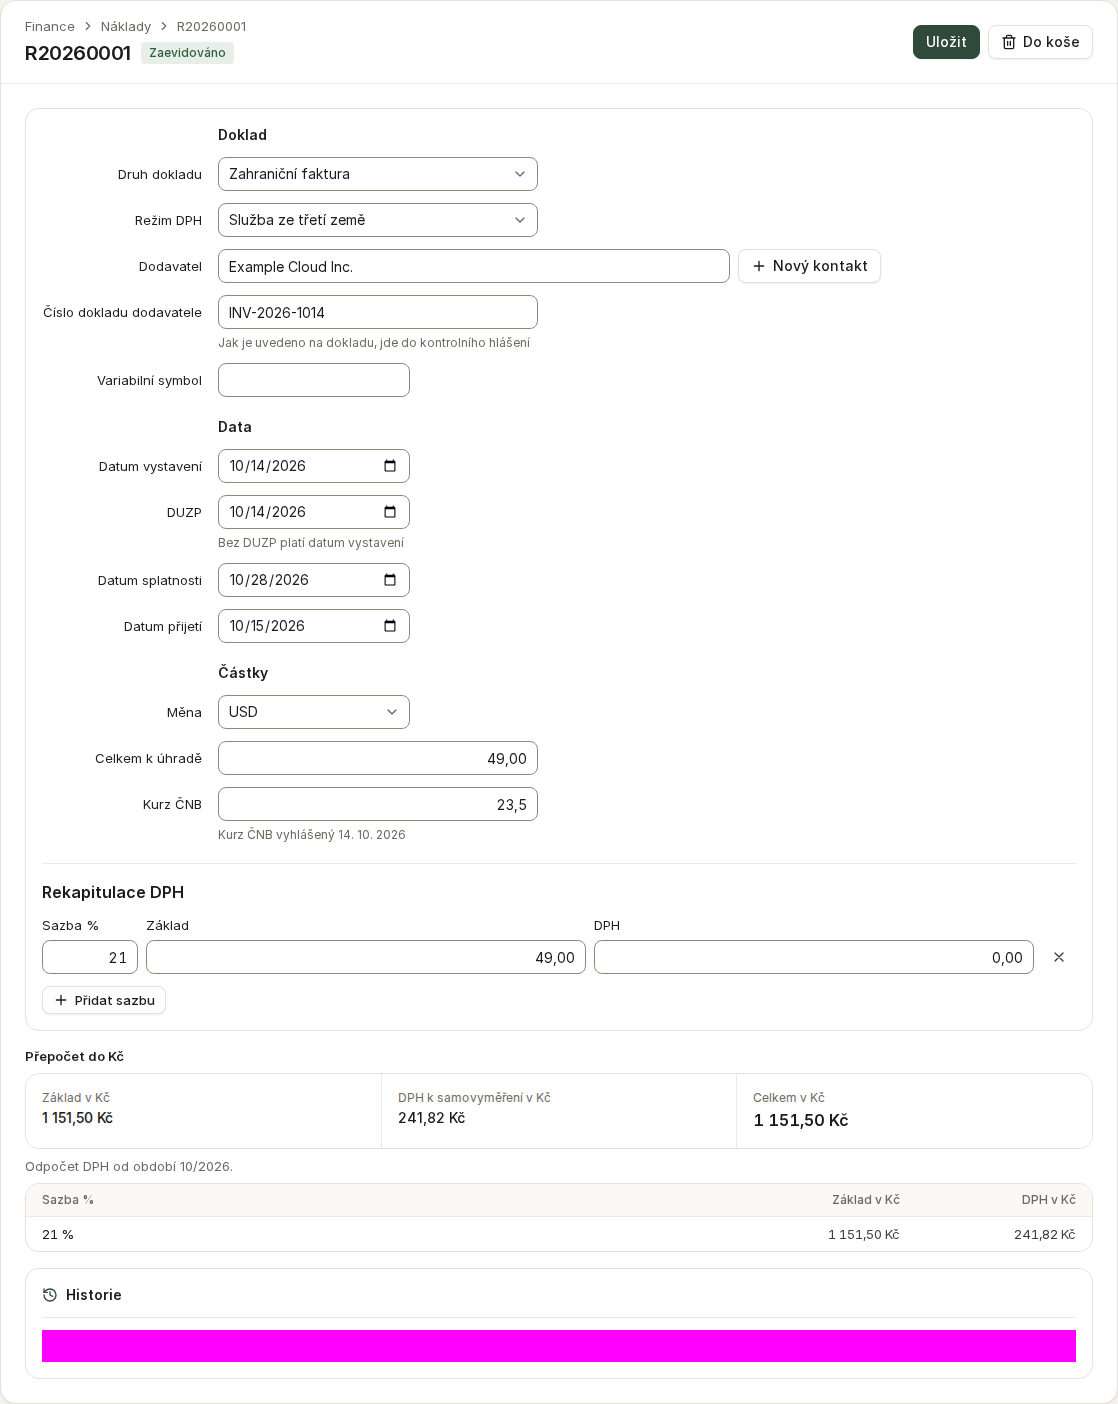 Finance > Náklady > R20260001
R20260001 Zaevidováno
Uložit
Do koše
Doklad
Druh dokladu Zahraniční faktura
Režim DPH Služba ze třetí země
Dodavatel Example Cloud Inc. + Nový kontakt
Číslo dokladu dodavatele INV-2026-1014
Jak je uvedeno na dokladu, jde do kontrolního hlášení
Variabilní symbol
Data
Datum vystavení 10/14/2026
DUZP 10/14/2026
Bez DUZP platí datum vystavení
Datum splatnosti 10/28/2026
Datum přijetí 10/15/2026
Částky
Měna USD
Celkem k úhradě 49,00
Kurz ČNB 23,5
Kurz ČNB vyhlášený 14. 10. 2026
Rekapitulace DPH
Sazba % Základ DPH
21 49,00 0,00
+ Přidat sazbu
Přepočet do Kč
Základ v Kč DPH k samovyměření v Kč Celkem v Kč
1 151,50 Kč 241,82 Kč 1 151,50 Kč
Odpočet DPH od období 10/2026.
Sazba % Základ v Kč DPH v Kč
21 % 1 151,50 Kč 241,82 Kč
Historie